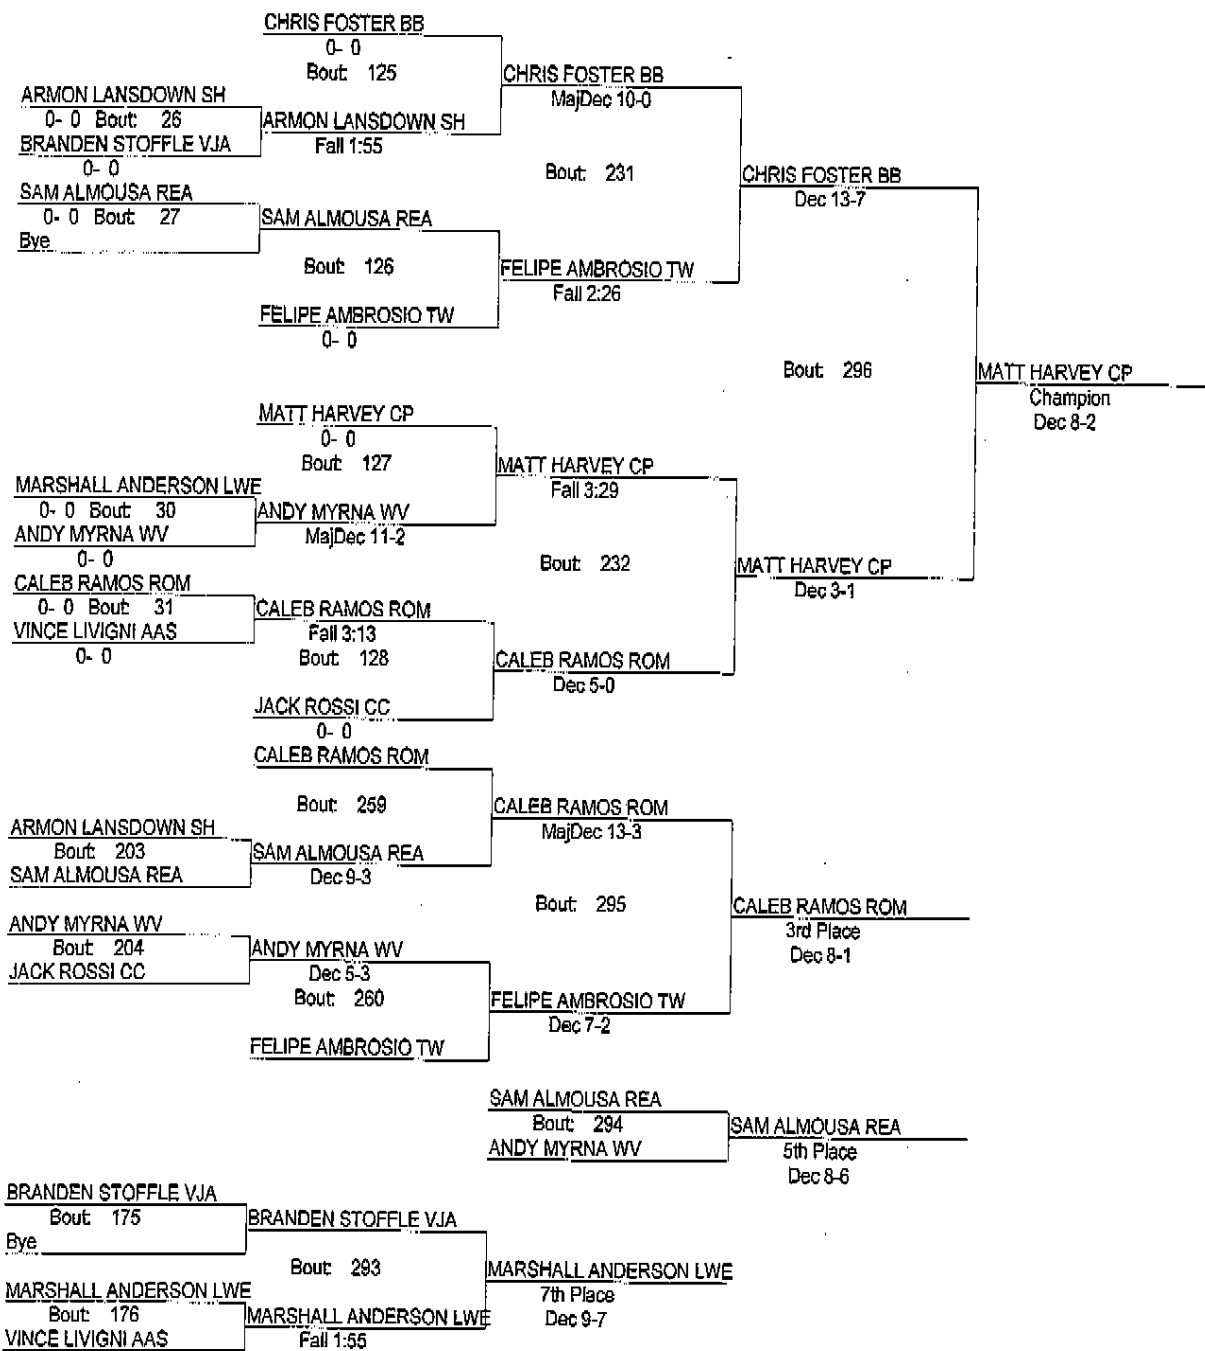 CHRIS FOSTER BB
0- 0
Bout: 125
CHRIS FOSTER BB
MajDec 10-0
ARMON LANSDOWN SH
0- 0 Bout: 26
ARMON LANSDOWN SH
Fall 1:55
BRANDEN STOFFLE VJA
0- 0
Bout: 231
CHRIS FOSTER BB
Dec 13-7
SAM ALMOUSA REA
0- 0 Bout: 27
SAM ALMOUSA REA
Bye
Bout: 126
FELIPE AMBROSIO TW
Fall 2:26
FELIPE AMBROSIO TW
0- 0
Bout: 296
MATT HARVEY CP
Champion
Dec 8-2
MATT HARVEY CP
0- 0
Bout: 127
MATT HARVEY CP
Fall 3:29
MARSHALL ANDERSON LWE
0- 0 Bout: 30
ANDY MYRNA WV
MajDec 11-2
ANDY MYRNA WV
0- 0
Bout: 232
MATT HARVEY CP
Dec 3-1
CALEB RAMOS ROM
0- 0 Bout: 31
CALEB RAMOS ROM
Fall 3:13
VINCE LIVIGNI AAS
0- 0
Bout: 128
CALEB RAMOS ROM
Dec 5-0
JACK ROSSI CC
0- 0
CALEB RAMOS ROM
Bout: 259
CALEB RAMOS ROM
MajDec 13-3
ARMON LANSDOWN SH
Bout: 203
SAM ALMOUSA REA
Dec 9-3
SAM ALMOUSA REA
Bout: 295
CALEB RAMOS ROM
3rd Place
Dec 8-1
ANDY MYRNA WV
Bout: 204
ANDY MYRNA WV
Dec 5-3
JACK ROSSI CC
Bout: 260
FELIPE AMBROSIO TW
Dec 7-2
FELIPE AMBROSIO TW
SAM ALMOUSA REA
Bout: 294
SAM ALMOUSA REA
5th Place
Dec 8-6
ANDY MYRNA WV
BRANDEN STOFFLE VJA
Bout: 175
BRANDEN STOFFLE VJA
Bye
Bout: 293
MARSHALL ANDERSON LWE
7th Place
Dec 9-7
MARSHALL ANDERSON LWE
Bout: 176
MARSHALL ANDERSON LWE
Fall 1:55
VINCE LIVIGNI AAS